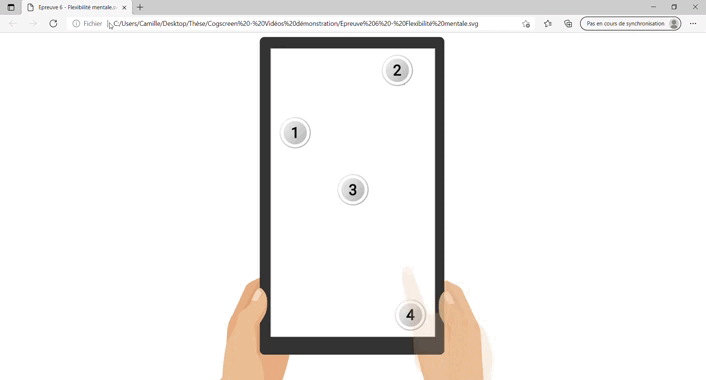 Epreuve 6 - Flexibilité mentale.s
Fichier
C:/Users/Camille/Desktop/Thèse/Cogscreen%20-%20Vidéos%20démonstration/Epreuve%206%20-%20Flexibilité%20mentale.svg
Pas en cours de synchronisation
2
1
3
4